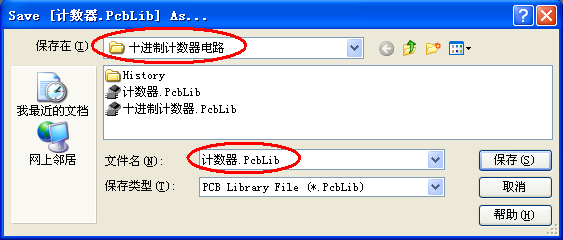 Save [计数器.PcbLib] As...
保存在(I): 十进制计数器电路
History
计数器.PcbLib
十进制计数器.PcbLib
我最近的文档
网上邻居
文件名(N): 计数器.PcbLib 保存(S)
保存类型(T): PCB Library File (*.PcbLib) 取消
帮助(H)